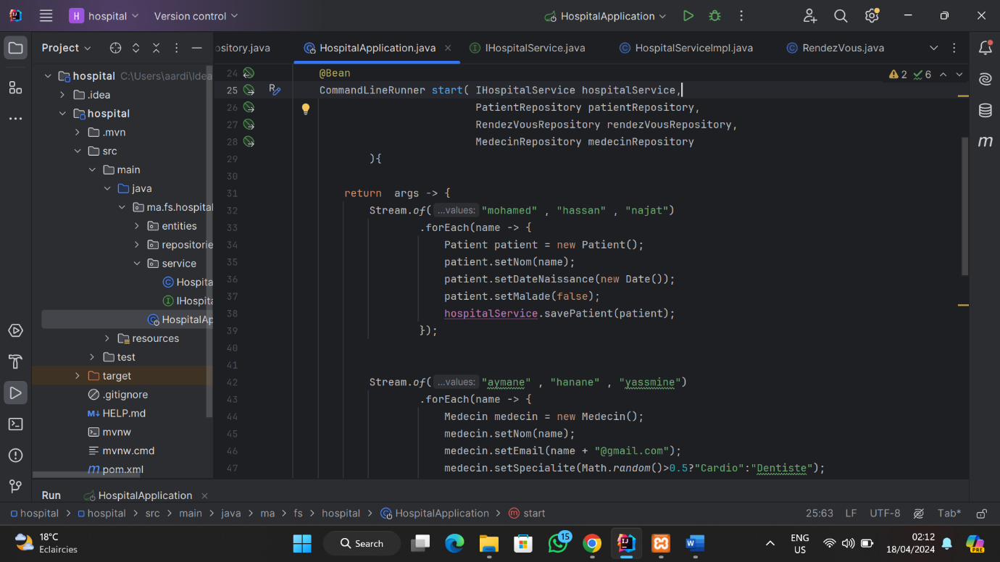 H hospital Version control HospitalApplication
Project
ository.java HospitalApplication.java IHospitalService.java HospitalServiceImpl.java RendezVous.java
hospital C:\Users\aardi\Idea
.idea
hospital
.mvn
src
main
java
ma.fs.hospital
entities
repositorie
service
Hospita
IHospita
HospitalAp
resources
test
target
.gitignore
M↓ HELP.md
mvnw
mvnw.cmd
m pom.xml
2 6
24 @Bean
25 CommandLineRunner start( IHospitalService hospitalService,
26 PatientRepository patientRepository,
27 RendezVousRepository rendezVousRepository,
28 MedecinRepository medecinRepository
29 ){
30
31 return args -> {
32 Stream.of( ...values: "mohamed" , "hassan" , "najat")
33 .forEach(name -> {
34 Patient patient = new Patient();
35 patient.setNom(name);
36 patient.setDateNaissance(new Date());
37 patient.setMalade(false);
38 hospitalService.savePatient(patient);
39 });
40
41
42 Stream.of( ...values: "aymane" , "hanane" , "yassmine")
43 .forEach(name -> {
44 Medecin medecin = new Medecin();
45 medecin.setNom(name);
46 medecin.setEmail(name + "@gmail.com");
47 medecin.setSpecialite(Math.random()>0.5?"Cardio":"Dentiste");
m
Run HospitalApplication
hospital > hospital > src > main > java > ma > fs > hospital > HospitalApplication > m start 25:63 LF UTF-8 Tab*
18°C
Eclaircies
Search
15
ENG
US
02:12
18/04/2024
PRE